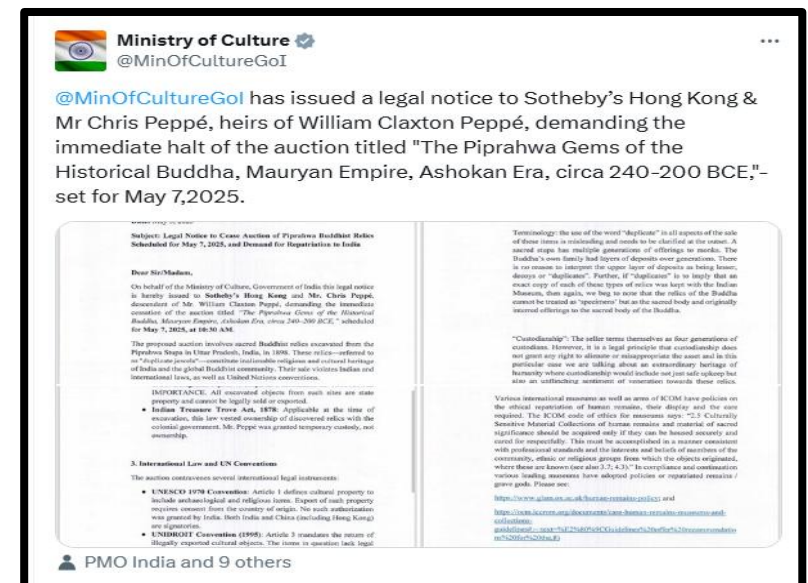 Ministry of Culture
@MinOfCultureGoI
@MinOfCultureGoI has issued a legal notice to Sotheby's Hong Kong &
Mr Chris Peppé, heirs of William Claxton Peppé, demanding the
immediate halt of the auction titled "The Piprahwa Gems of the
Historical Buddha, Mauryan Empire, Ashokan Era, circa 240-200 BCE,"-
set for May 7,2025.
Subject: Legal Notice to Cease Auction of Piprahwa Buddhist Relics
Scheduled for May 7, 2025, and Demand for Repatriation to India
Dear Sir/Madam,
On behalf of the Ministry of Culture, Government of India this legal notice
is hereby issued to Sotheby's Hong Kong and Mr. Chris Peppé,
descendent of Mr. William Claxton Peppé, demanding the immediate
cessation of the auction titled "The Piprahwa Gems of the Historical
Buddha, Mauryan Empire, Ashokan Era, circa 240-200 BCE," scheduled
for May 7, 2025, at 10:30 AM.
The proposed auction involves sacred Buddhist relics excavated from the
Piprahwa Stupa in Uttar Pradesh, India, in 1898. These relics—referred to
as "duplicate jewels"—constitute inalienable religious and cultural heritage
of India and the global Buddhist community. Their sale violates Indian and
international laws, as well as United Nations conventions.
IMPORTANCE. All excavated objects from such sites are state
property and cannot be legally sold or exported.
• Indian Treasure Trove Act, 1878: Applicable at the time of
excavation, this law vested ownership of discovered relics with the
colonial government. Mr. Peppé was granted temporary custody, not
ownership.
3. International Law and UN Conventions
The auction contravenes several international legal instruments:
• UNESCO 1970 Convention: Article 1 defines cultural property to
include archaeological and religious items. Export of such property
requires consent from the country of origin. No such authorization
was granted by India. Both India and China (including Hong Kong)
are signatories.
• UNIDROIT Convention (1995): Article 3 mandates the return of
illegally exported cultural objects. The items in question lack legal
Terminology: the use of the word "duplicate" in all aspects of the sale
of these items is misleading and needs to be clarified at the outset. A
sacred stupa has multiple generations of offerings to monks. The
Buddha's own family had layers of deposits over generations. There
is no reason to interpret the upper layer of deposits as being lesser,
decoys or "duplicates". Further, if "duplicates" is to imply that an
exact copy of each of these types of relics was kept with the Indian
Museum, then again, we beg to note that the relics of the Buddha
cannot be treated as 'specimens' but as the sacred body and originally
interred offerings to the sacred body of the Buddha.
"Custodianship": The seller terms themselves as four generations of
custodians. However, it is a legal principle that custodianship does
not grant any right to alienate or misappropriate the asset and in this
particular case we are talking about an extraordinary heritage of
humanity where custodianship would include not just safe upkeep but
also an unflinching sentiment of veneration towards these relics.
Various international museums as well as arms of ICOM have policies on
the ethical repatriation of human remains, their display and the care
required. The ICOM code of ethics for museums says: "2.5 Culturally
Sensitive Material Collections of human remains and material of sacred
significance should be acquired only if they can be housed securely and
cared for respectfully. This must be accomplished in a manner consistent
with professional standards and the interests and beliefs of members of the
community, ethnic or religious groups from which the objects originated,
where these are known (see also 3.7; 4.3)." In compliance and continuation
various leading museums have adopted policies or repatriated remains /
grave gods. Please see:
and
PMO India and 9 others